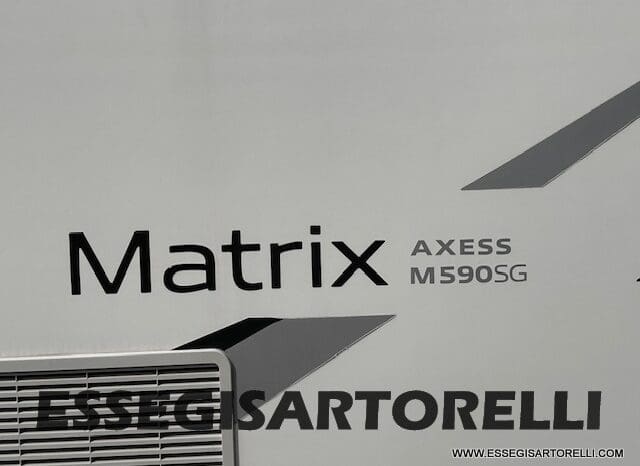 Matrix AXESS
M590SG
ESSEGISARTORELLI
WWW.ESSEGISARTORELLI.COM